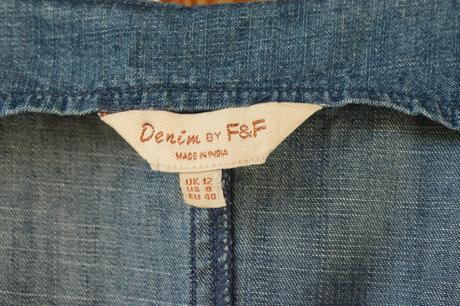 Denim BY F&F
MADE IN INDIA
UK 12
US 8
EU 40